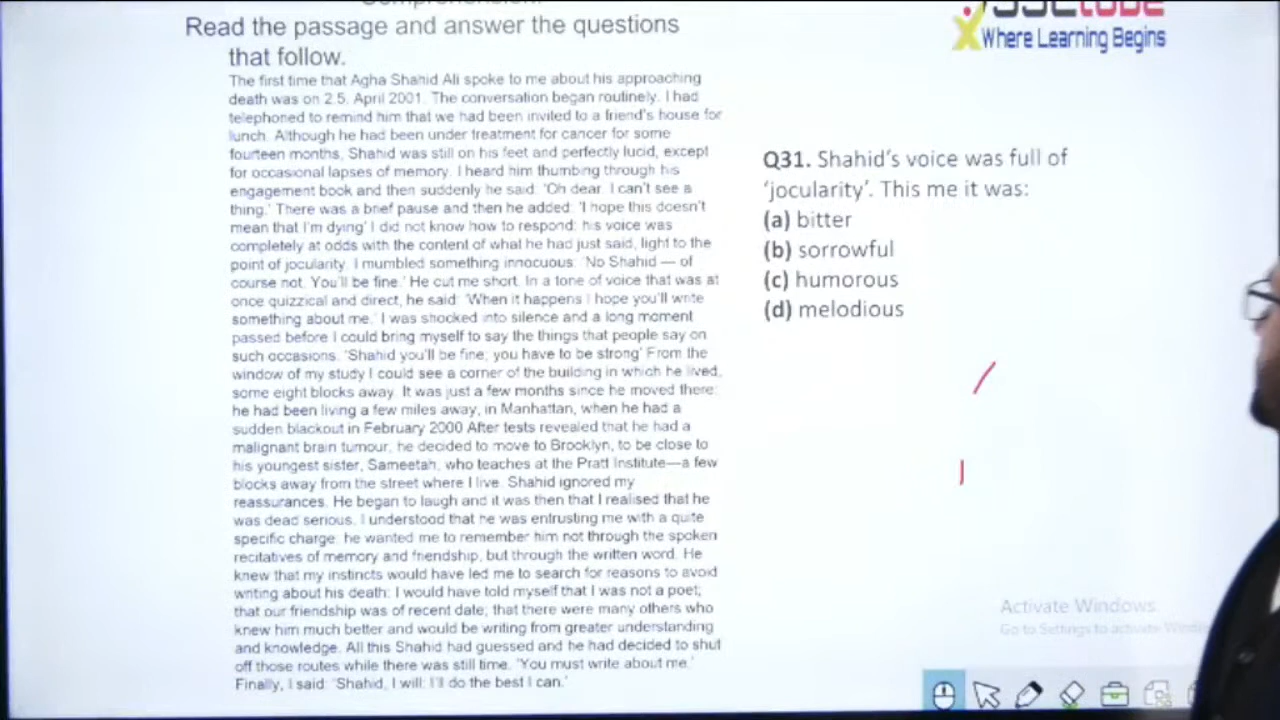 Read the passage and answer the questions
that follow.
The first time that Agha Shahid Ali spoke to me about his approaching
death was on 2.5. April 2001. The conversation began routinely. I had
telephoned to remind him that we had been invited to a friend's house for
lunch. Although he had been under treatment for cancer for some
fourteen months, Shahid was still on his feet and perfectly lucid, except
for occasional lapses of memory. I heard him thumbing through his
engagement book and then suddenly he said: 'Oh dear. I can't see a
thing.' There was a brief pause and then he added: 'I hope this doesn't
mean that I'm dying' I did not know how to respond: his voice was
completely at odds with the content of what he had just said, light to the
point of jocularity. I mumbled something innocuous: 'No Shahid — of
course not. You'll be fine.' He cut me short. In a tone of voice that was at
once quizzical and direct, he said: 'When it happens I hope you'll write
something about me.' I was shocked into silence and a long moment
passed before I could bring myself to say the things that people say on
such occasions. 'Shahid you'll be fine; you have to be strong' From the
window of my study I could see a corner of the building in which he lived,
some eight blocks away. It was just a few months since he moved there:
he had been living a few miles away, in Manhattan, when he had a
sudden blackout in February 2000 After tests revealed that he had a
malignant brain tumour, he decided to move to Brooklyn, to be close to
his youngest sister, Sameetah, who teaches at the Pratt Institute—a few
blocks away from the street where I live. Shahid ignored my
reassurances. He began to laugh and it was then that I realised that he
was dead serious. I understood that he was entrusting me with a quite
specific charge: he wanted me to remember him not through the spoken
recitatives of memory and friendship, but through the written word. He
knew that my instincts would have led me to search for reasons to avoid
writing about his death: I would have told myself that I was not a poet;
that our friendship was of recent date; that there were many others who
knew him much better and would be writing from greater understanding
and knowledge. All this Shahid had guessed and he had decided to shut
off those routes while there was still time. 'You must write about me.'
Finally, I said: 'Shahid, I will: I'll do the best I can.'
Where Learning Begins
Q31. Shahid's voice was full of
'jocularity'. This me it was:
(a) bitter
(b) sorrowful
(c) humorous
(d) melodious
Activate Windows
Go to Settings to activate